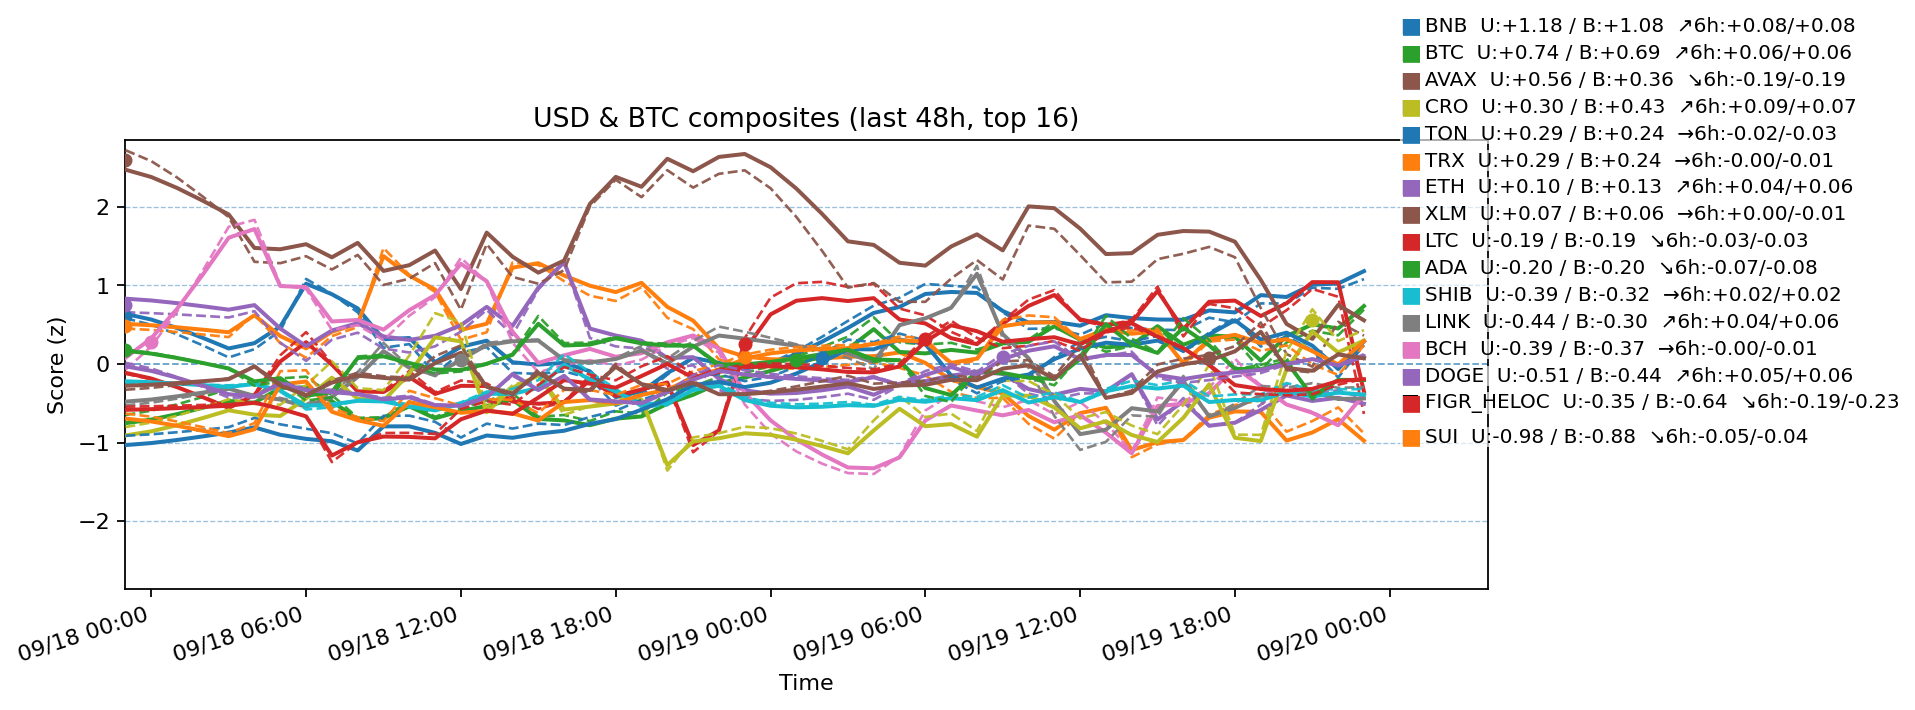 BNB  U:+1.18 / B:+1.08  ↗6h:+0.08/+0.08
BTC  U:+0.74 / B:+0.69  ↗6h:+0.06/+0.06
AVAX  U:+0.56 / B:+0.36  ↘6h:-0.19/-0.19
CRO  U:+0.30 / B:+0.43  ↗6h:+0.09/+0.07
TON  U:+0.29 / B:+0.24  →6h:-0.02/-0.03
TRX  U:+0.29 / B:+0.24  →6h:-0.00/-0.01
ETH  U:+0.10 / B:+0.13  ↗6h:+0.04/+0.06
XLM  U:+0.07 / B:+0.06  →6h:+0.00/-0.01
LTC  U:-0.19 / B:-0.19  ↘6h:-0.03/-0.03
ADA  U:-0.20 / B:-0.20  ↘6h:-0.07/-0.08
SHIB  U:-0.39 / B:-0.32  →6h:+0.02/+0.02
LINK  U:-0.44 / B:-0.30  ↗6h:+0.04/+0.06
BCH  U:-0.39 / B:-0.37  →6h:-0.00/-0.01
DOGE  U:-0.51 / B:-0.44  ↗6h:+0.05/+0.06
FIGR_HELOC  U:-0.35 / B:-0.64  ↘6h:-0.19/-0.23
SUI  U:-0.98 / B:-0.88  ↘6h:-0.05/-0.04
USD & BTC composites (last 48h, top 16)
Score (z)
2
1
0
−1
−2
09/18 00:00
09/18 06:00
09/18 12:00
09/18 18:00
09/19 00:00
09/19 06:00
09/19 12:00
09/19 18:00
09/20 00:00
Time